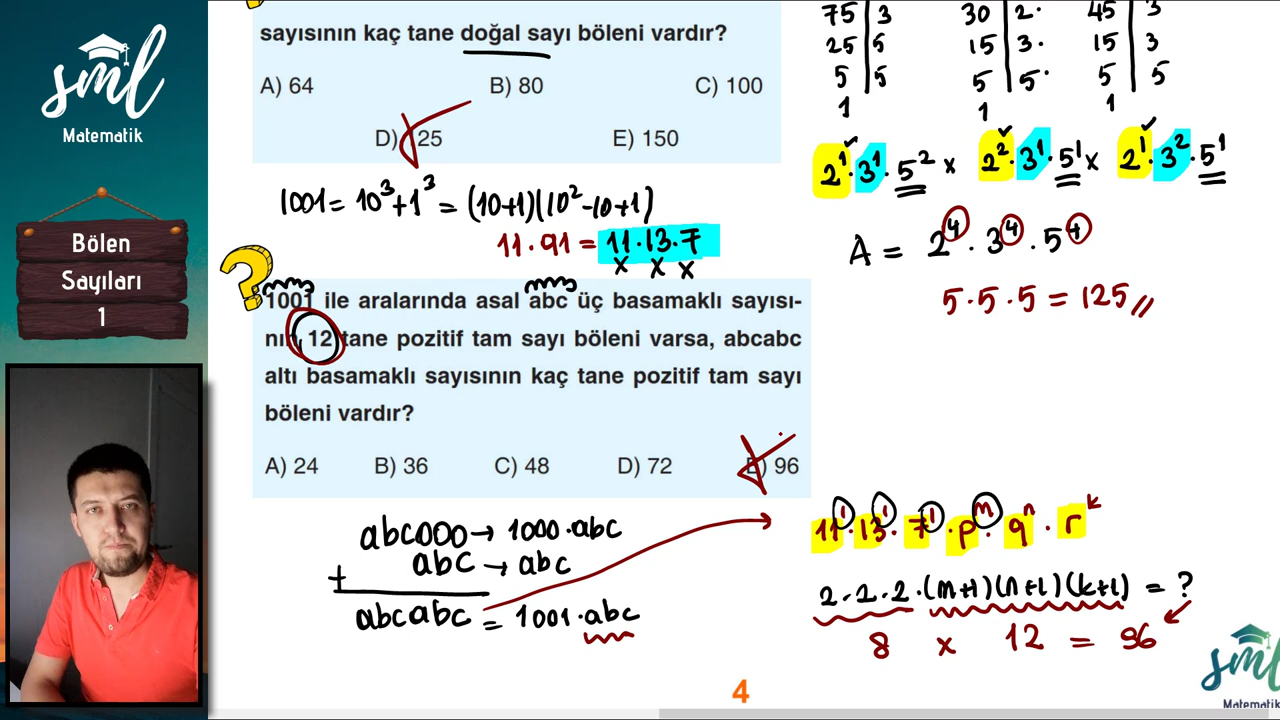 sml
Matematik
Bölen
Sayıları
1
sayısının kaç tane doğal sayı böleni vardır?
A) 64 B) 80 C) 100
D) 125 E) 150
1001 = 10³+1³ = (10+1)(10²-10+1)
11.91 = 11.13.7
x x x
?
1001 ile aralarında asal abc üç basamaklı sayısı-
nın 12 tane pozitif tam sayı böleni varsa, abcabc
altı basamaklı sayısının kaç tane pozitif tam sayı
böleni vardır?
A) 24 B) 36 C) 48 D) 72 E) 96
abc000 → 1000.abc
+ abc → abc
abcabc = 1001.abc
4
75 | 3 30 | 2. 45 | 3
25 | 5 15 | 3. 15 | 3
5 | 5 5 | 5. 5 | 5
1 1 1
2¹.3¹.5² x 2².3¹.5¹ x 2¹.3².5¹
A = 2⁴.3⁴.5⁴
5.5.5 = 125//
11¹.13¹.7¹.pᵐ.qⁿ.rᵏ
2.2.2.(m+1)(n+1)(k+1) = ?
8 x 12 = 96
sml
Matematik